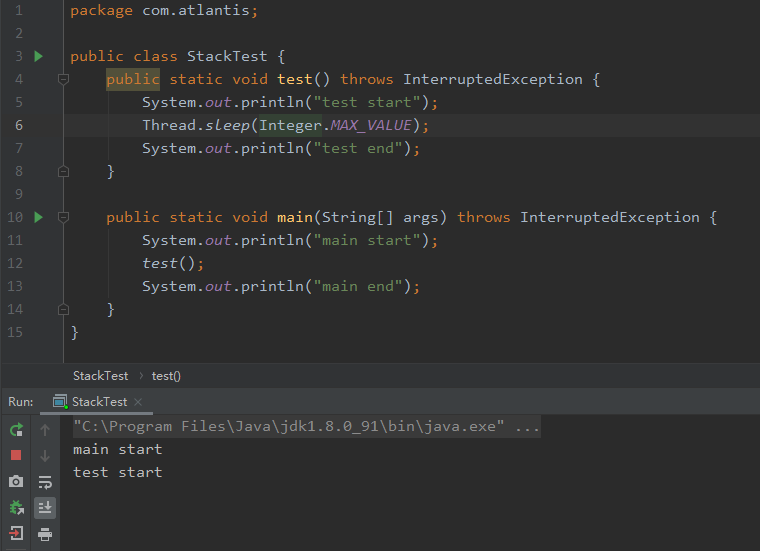 1 package com.atlantis;
2
3 public class StackTest {
4 public static void test() throws InterruptedException {
5 System.out.println("test start");
6 Thread.sleep(Integer.MAX_VALUE);
7 System.out.println("test end");
8 }
9
10 public static void main(String[] args) throws InterruptedException {
11 System.out.println("main start");
12 test();
13 System.out.println("main end");
14 }
15 }
StackTest › test()
Run: StackTest ×
"C:\Program Files\Java\jdk1.8.0_91\bin\java.exe" ...
main start
test start